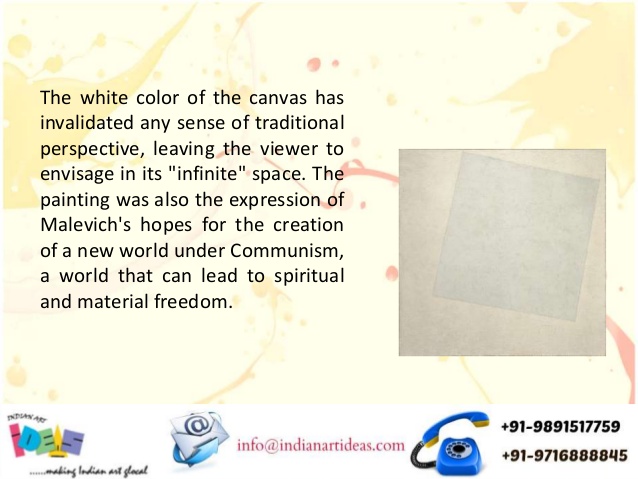 The white color of the canvas has
invalidated any sense of traditional
perspective, leaving the viewer to
envisage in its "infinite" space. The
painting was also the expression of
Malevich's hopes for the creation
of a new world under Communism,
a world that can lead to spiritual
and material freedom.
INDIAN ART
IDEAS
......making Indian art glocal
info@indianartideas.com
+91-9891517759
+91-9716888845